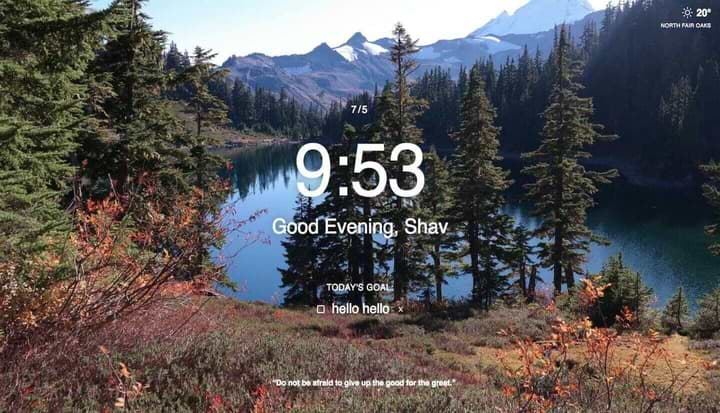 20°
NORTH FAIR OAKS
7/5
9:53
Good Evening, Shav
TODAY'S GOAL
hello hello x
"Do not be afraid to give up the good for the great."